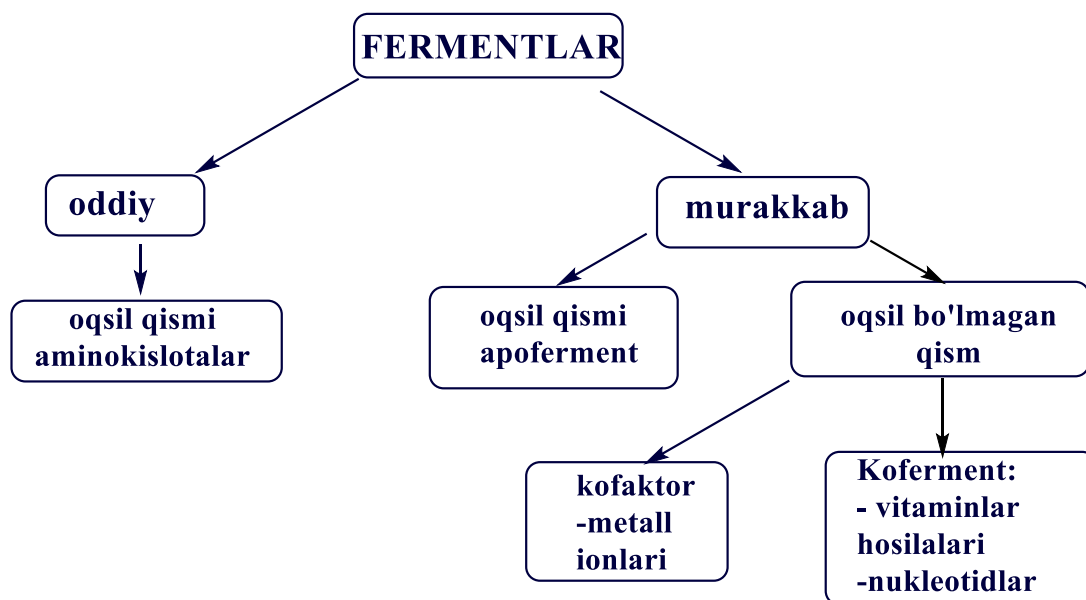 FERMENTLAR
oddiy
murakkab
oqsil qismi
aminokislotalar
oqsil qismi
apoferment
oqsil bo'lmagan
qism
kofaktor
-metall
ionlari
Koferment:
- vitaminlar
hosilalari
-nukleotidlar